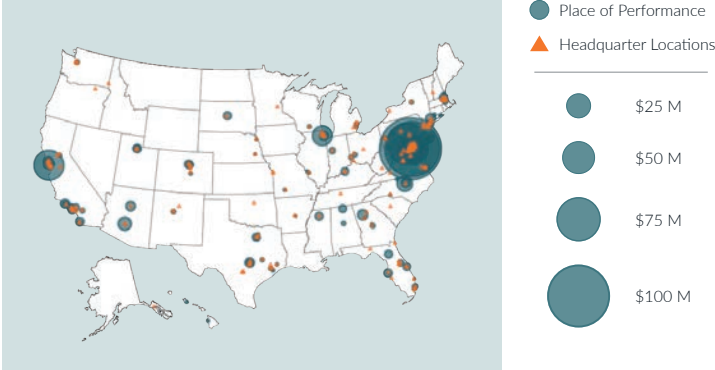 Place of Performance
Headquarter Locations
$25 M
$50 M
$75 M
$100 M